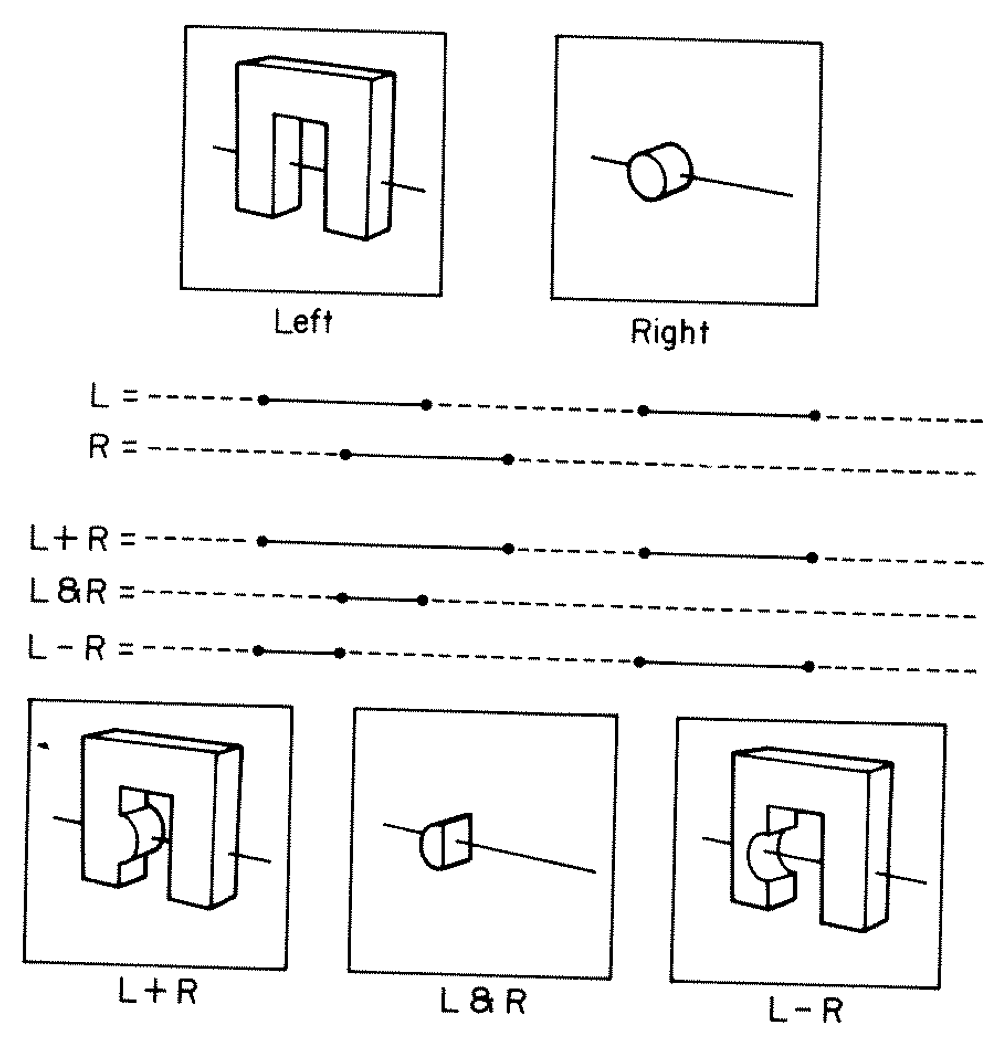 Left
Right
L =
R =
L+R =
L&R =
L-R =
L+R
L&R
L-R